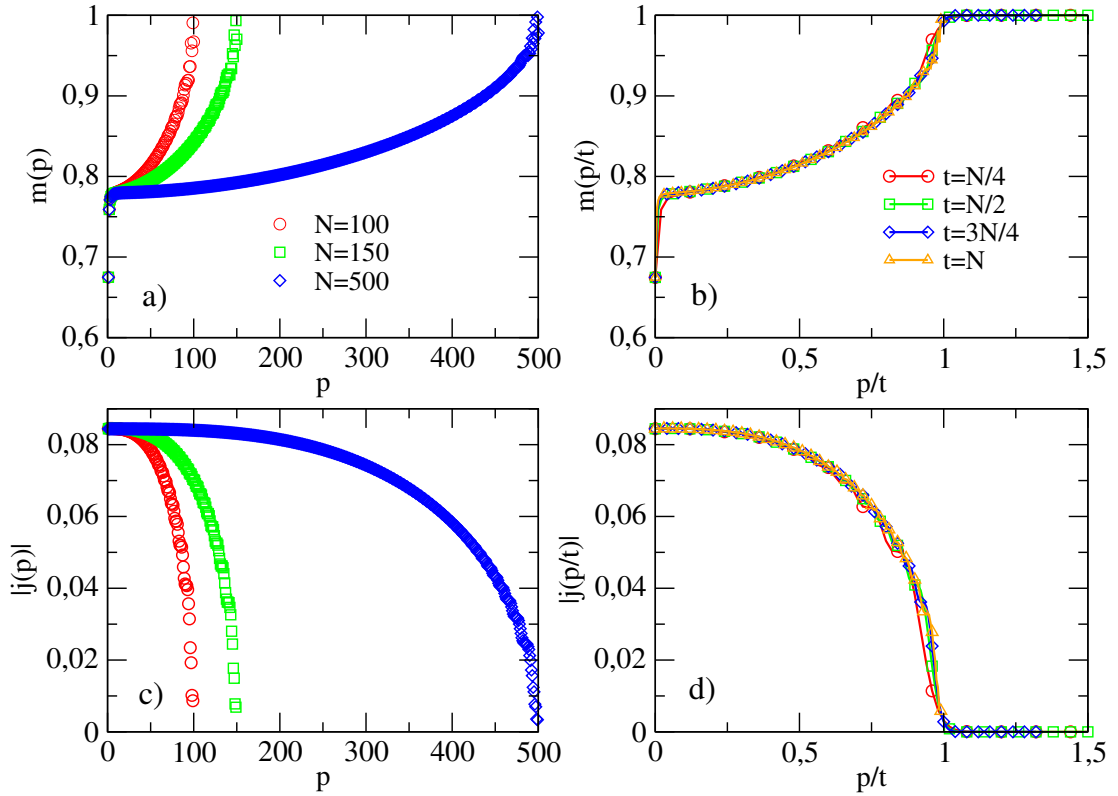 1
0,9
0,8
0,7
0,6
m(p)
0 100 200 300 400 500
p
N=100
N=150
N=500
a)
1
0,9
0,8
0,7
0,6
m(p/t)
0 0,5 1 1,5
p/t
t=N/4
t=N/2
t=3N/4
t=N
b)
0,08
0,06
0,04
0,02
0
|j(p)|
0 100 200 300 400 500
p
c)
0,08
0,06
0,04
0,02
0
|j(p/t)|
0 0,5 1 1,5
p/t
d)